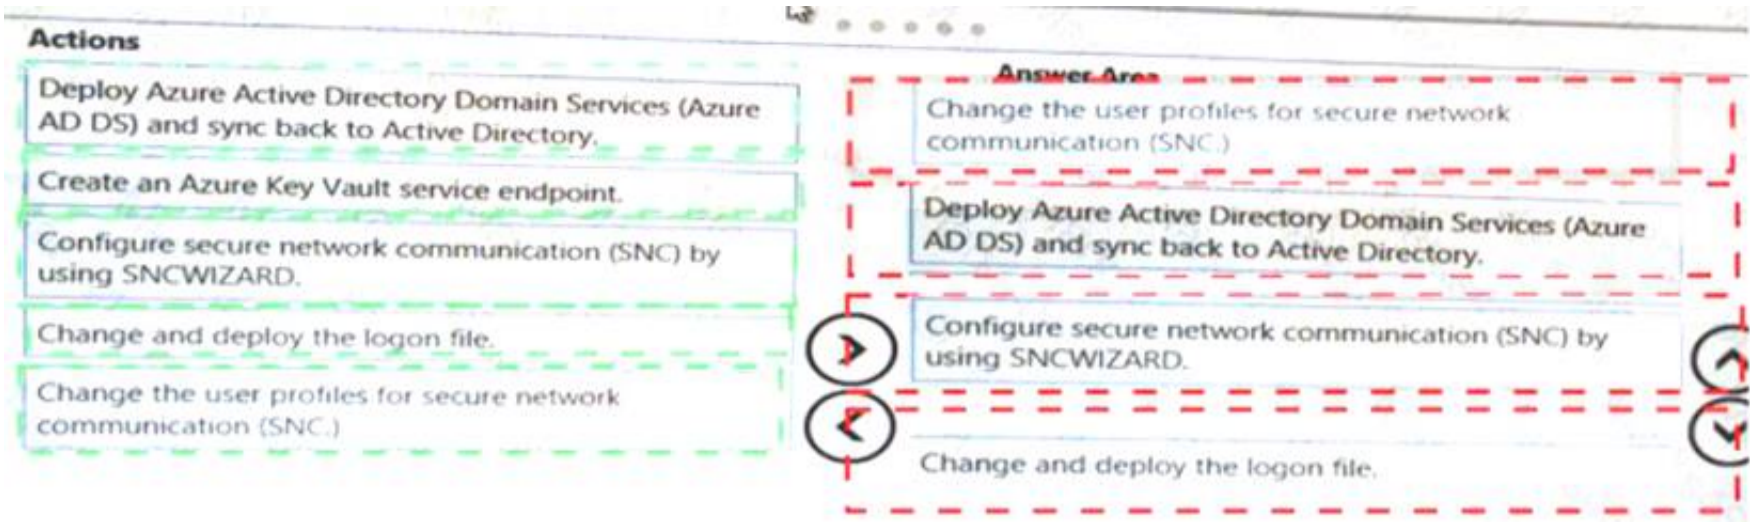 Actions
Deploy Azure Active Directory Domain Services (Azure
AD DS) and sync back to Active Directory.
Create an Azure Key Vault service endpoint.
Configure secure network communication (SNC) by
using SNCWIZARD.
Change and deploy the logon file.
Change the user profiles for secure network
communication (SNC.)
Answer Area
Change the user profiles for secure network
communication (SNC.)
Deploy Azure Active Directory Domain Services (Azure
AD DS) and sync back to Active Directory.
Configure secure network communication (SNC) by
using SNCWIZARD.
Change and deploy the logon file.